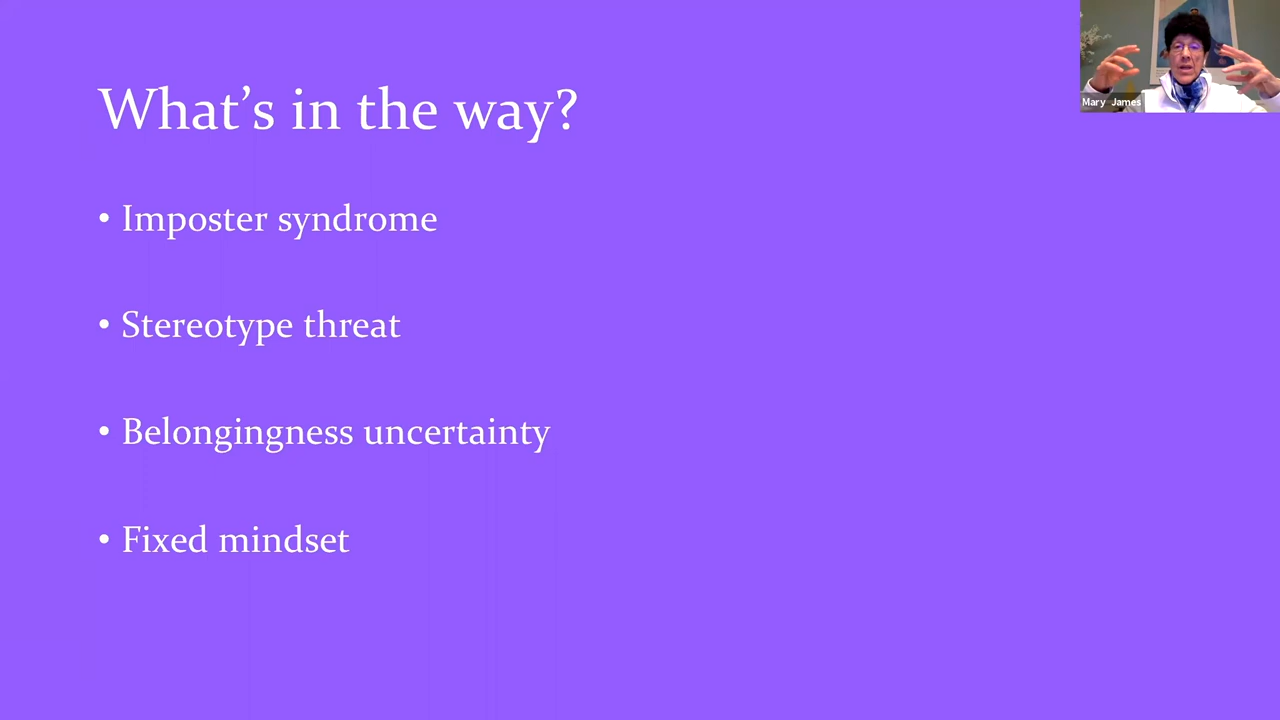 What’s in the way?
• Imposter syndrome
• Stereotype threat
• Belongingness uncertainty
• Fixed mindset
Mary James